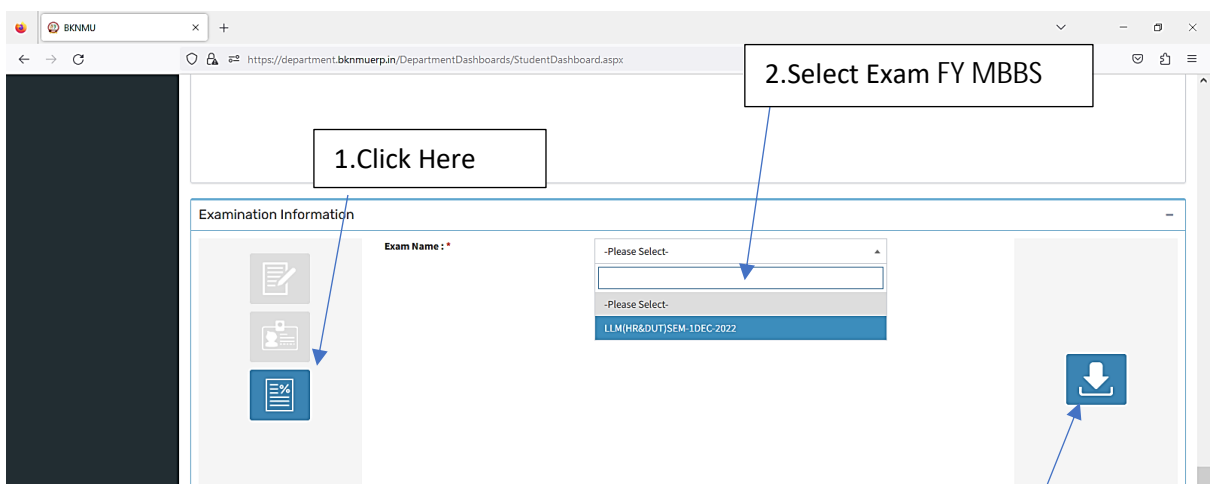 BKNMU
https://department.bknmuerp.in/DepartmentDashboards/StudentDashboard.aspx
2.Select Exam FY MBBS
1.Click Here
Examination Information
Exam Name : *
-Please Select-
-Please Select-
LLM(HR&DUT)SEM-1DEC-2022